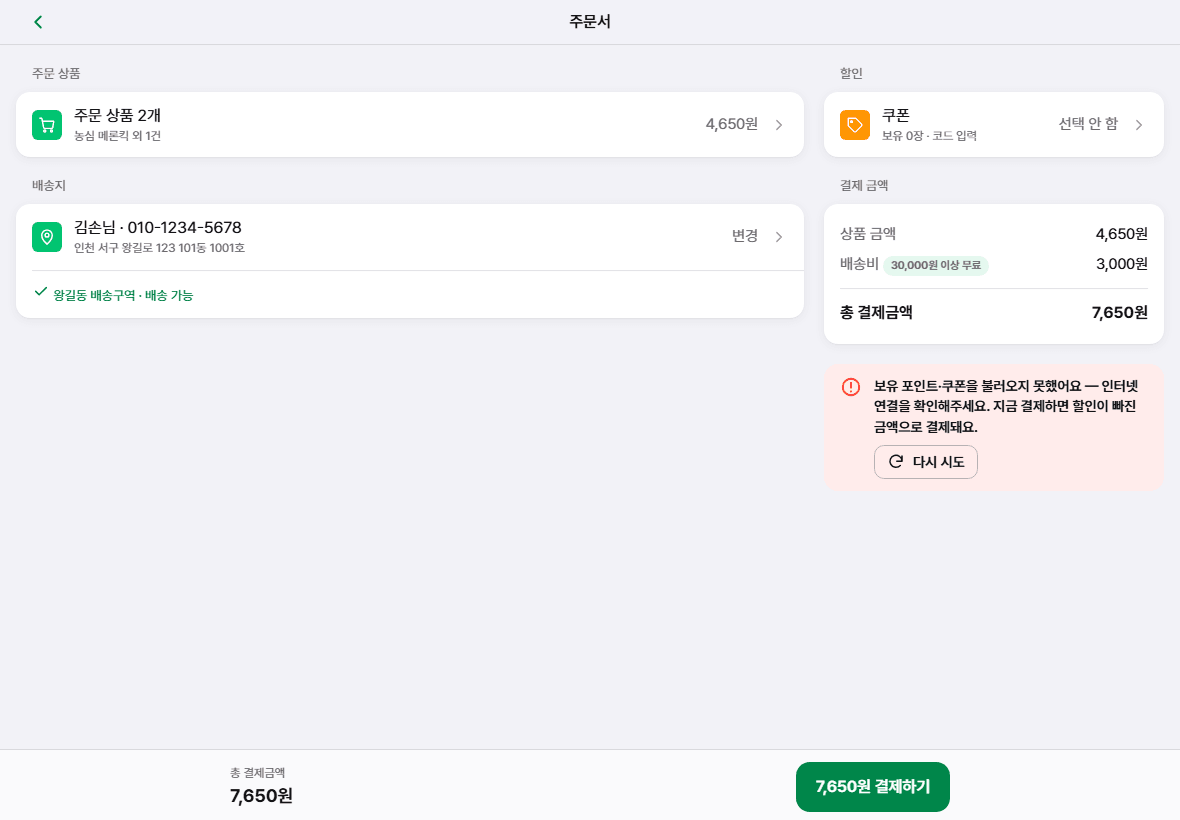 주문서
주문 상품
주문 상품 2개
농심 메론킥 외 1건
4,650원
배송지
김손님 · 010-1234-5678
인천 서구 왕길로 123 101동 1001호
변경
왕길동 배송구역 · 배송 가능
할인
쿠폰
보유 0장 · 코드 입력
선택 안 함
결제 금액
상품 금액 4,650원
배송비 30,000원 이상 무료 3,000원
총 결제금액 7,650원
보유 포인트·쿠폰을 불러오지 못했어요 — 인터넷
연결을 확인해주세요. 지금 결제하면 할인이 빠진
금액으로 결제돼요.
다시 시도
총 결제금액
7,650원
7,650원 결제하기